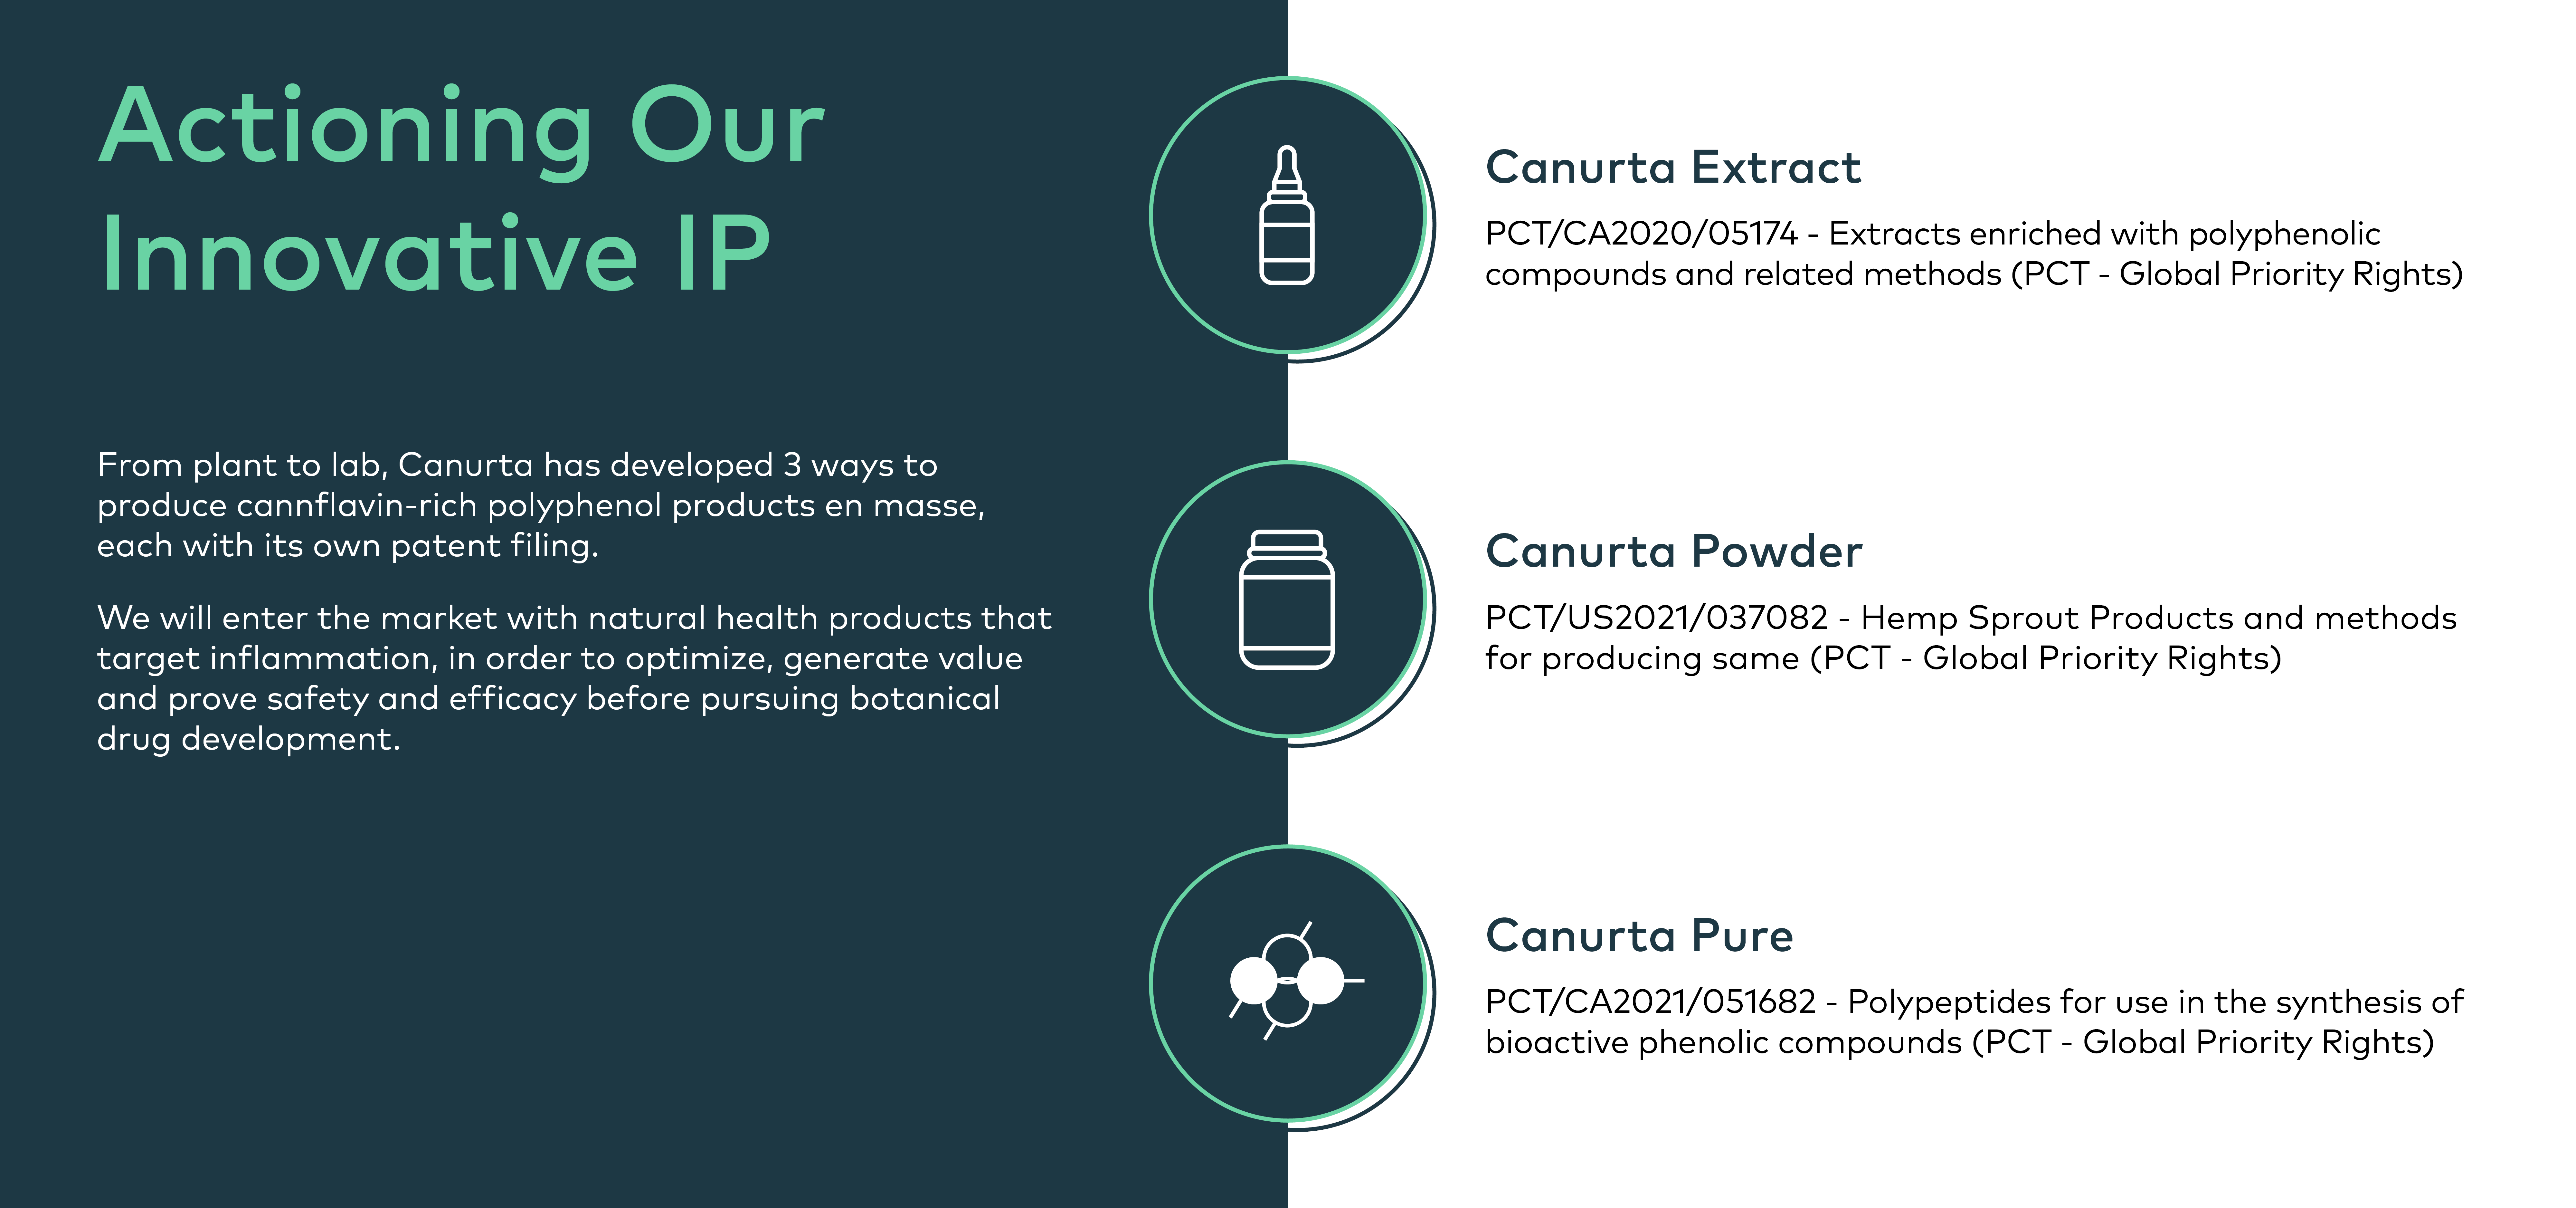 Actioning Our
Innovative IP
From plant to lab, Canurta has developed 3 ways to
produce cannflavin-rich polyphenol products en masse,
each with its own patent filing.
We will enter the market with natural health products that
target inflammation, in order to optimize, generate value
and prove safety and efficacy before pursuing botanical
drug development.
Canurta Extract
PCT/CA2020/05174 - Extracts enriched with polyphenolic
compounds and related methods (PCT - Global Priority Rights)
Canurta Powder
PCT/US2021/037082 - Hemp Sprout Products and methods
for producing same (PCT - Global Priority Rights)
Canurta Pure
PCT/CA2021/051682 - Polypeptides for use in the synthesis of
bioactive phenolic compounds (PCT - Global Priority Rights)